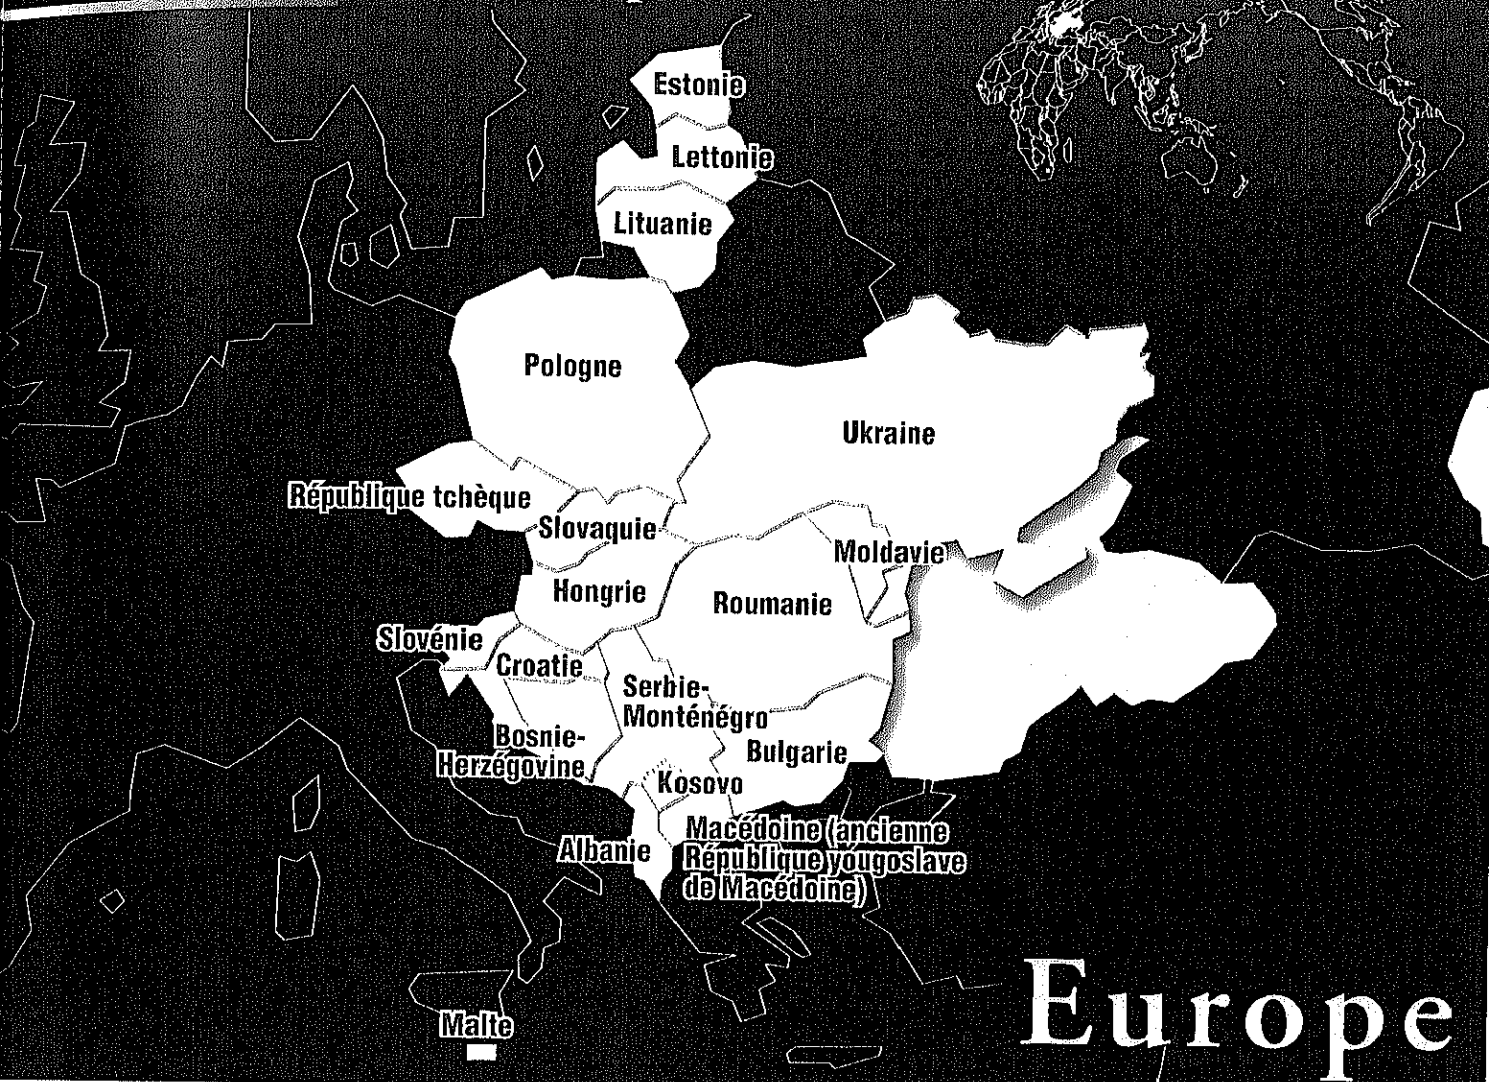 Estonie
Lettonie
Lituanie
Pologne
Ukraine
République tchèque
Slovaquie
Moldavie
Hongrie
Roumanie
Slovénie
Croatie
Serbie-
Monténégro
Bosnie-
Herzégovine
Bulgarie
Kosovo
Albanie
Macédoine (ancienne
République yougoslave
de Macédoine)
Malte
Europe